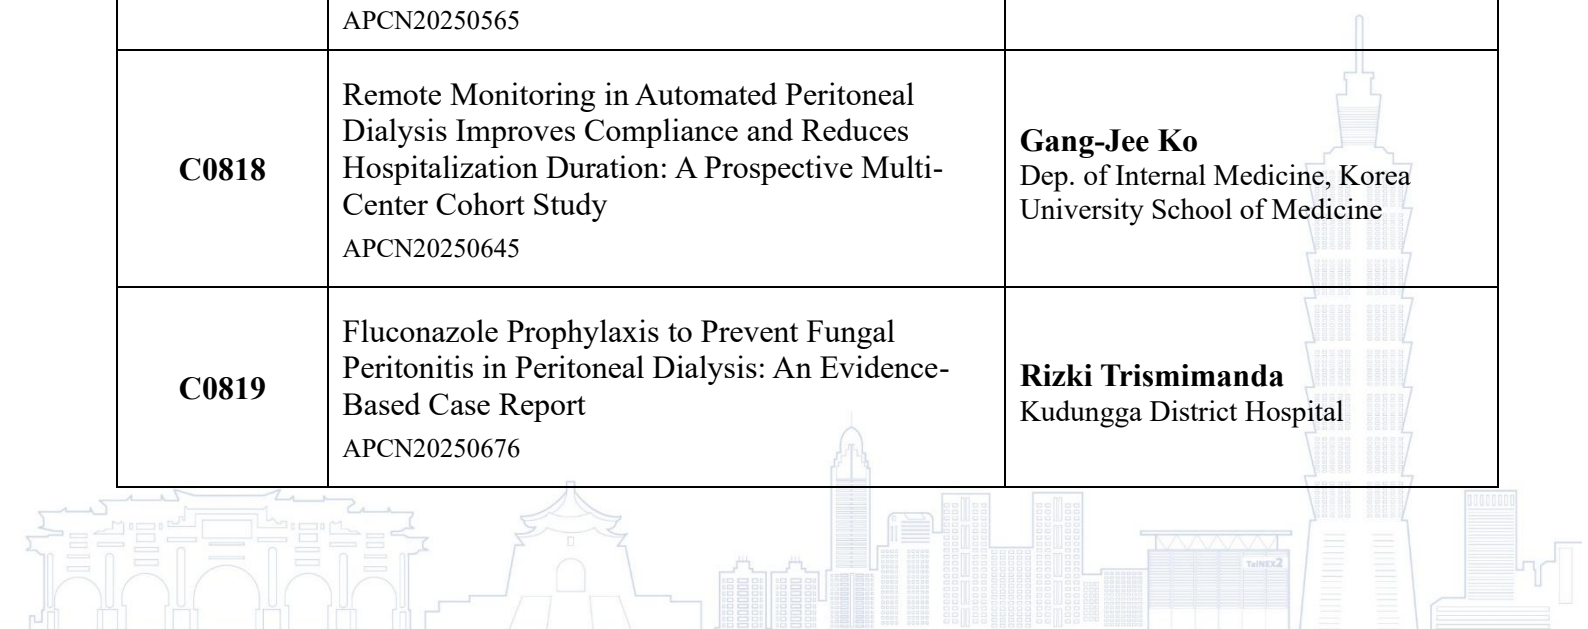 APCN20250565
C0818
Remote Monitoring in Automated Peritoneal
Dialysis Improves Compliance and Reduces
Hospitalization Duration: A Prospective Multi-
Center Cohort Study
APCN20250645
Gang-Jee Ko
Dep. of Internal Medicine, Korea
University School of Medicine
C0819
Fluconazole Prophylaxis to Prevent Fungal
Peritonitis in Peritoneal Dialysis: An Evidence-
Based Case Report
APCN20250676
Rizki Trismimanda
Kudungga District Hospital
TaiNEX2